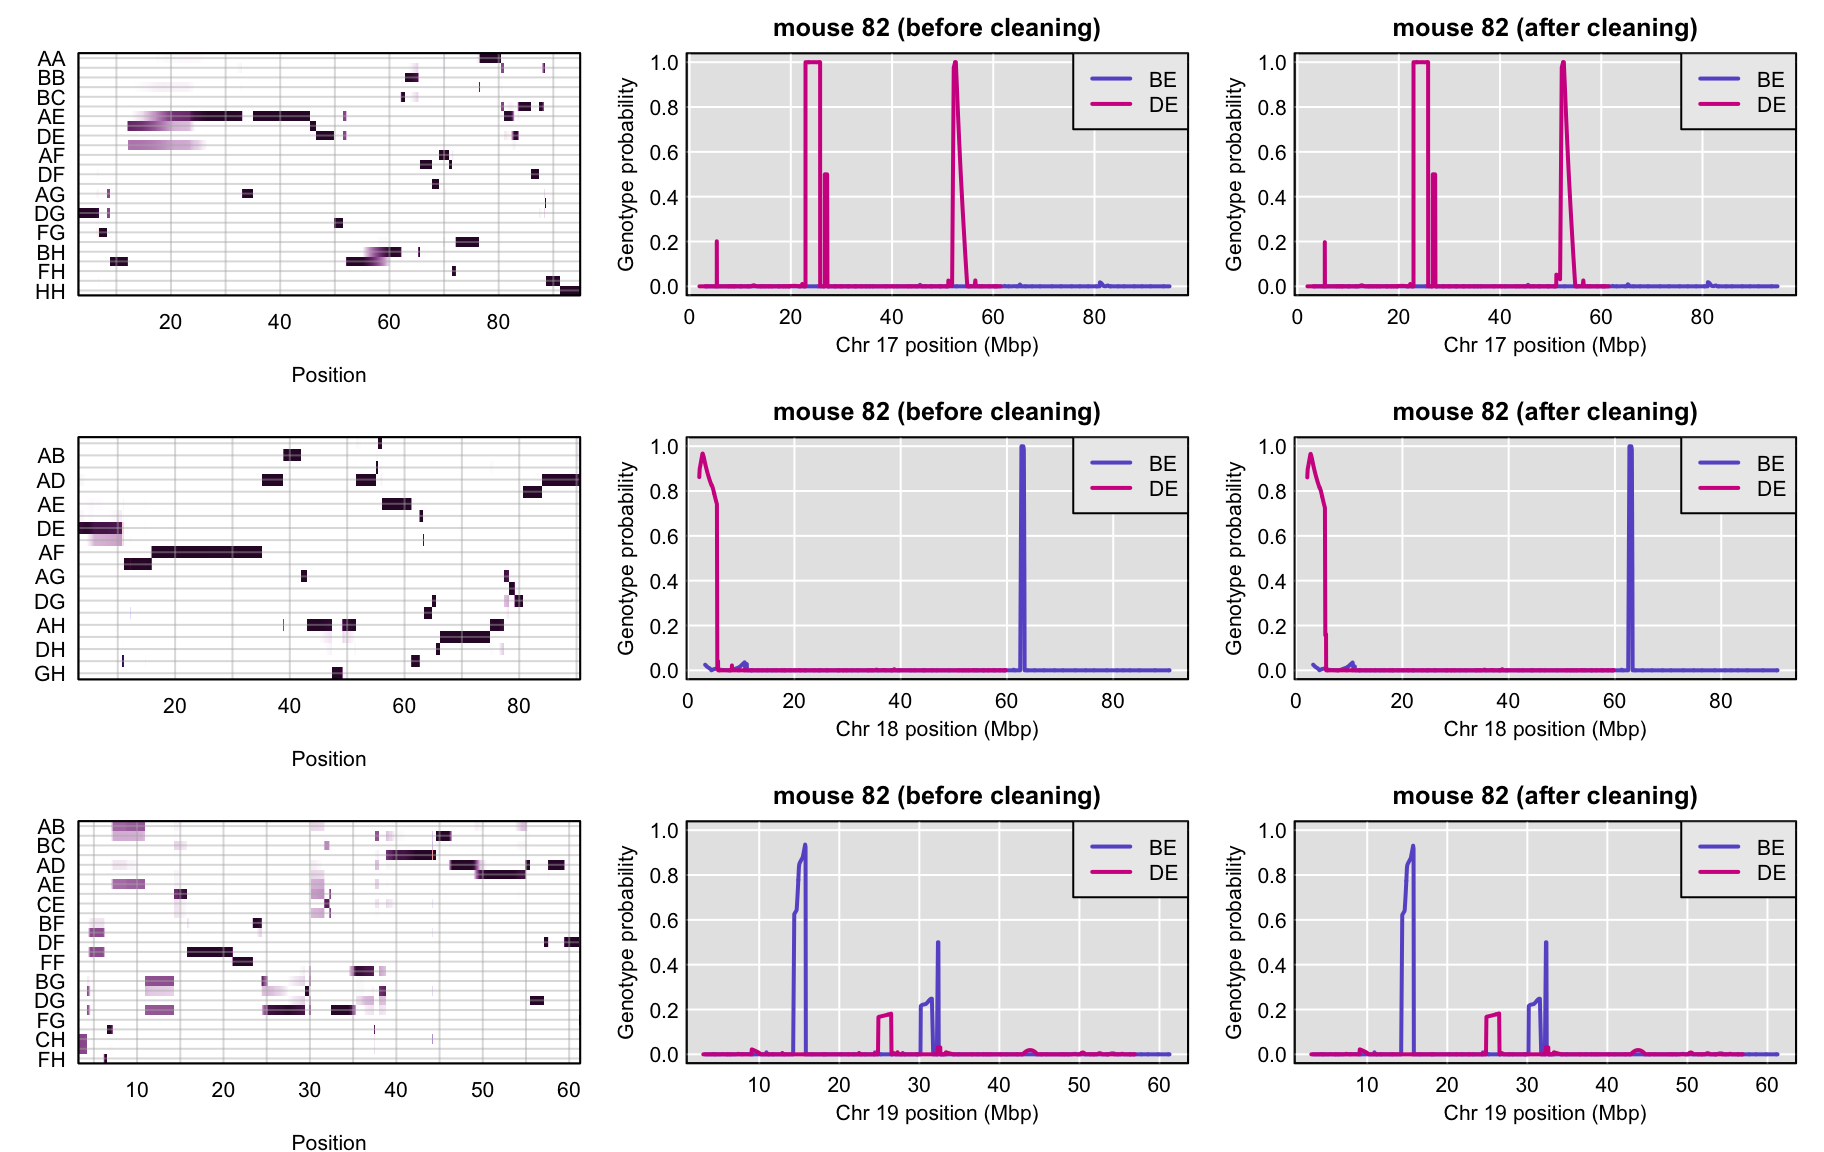 mouse 82 (before cleaning)
mouse 82 (after cleaning)
AA
BB
BC
AE
DE
AF
DF
AG
DG
FG
BH
FH
HH
20 40 60 80
Position
Genotype probability
1.0
0.8
0.6
0.4
0.2
0.0
0 20 40 60 80
Chr 17 position (Mbp)
BE
DE
Genotype probability
1.0
0.8
0.6
0.4
0.2
0.0
0 20 40 60 80
Chr 17 position (Mbp)
BE
DE
mouse 82 (before cleaning)
mouse 82 (after cleaning)
AB
AD
AE
DE
AF
AG
DG
AH
DH
GH
20 40 60 80
Position
Genotype probability
1.0
0.8
0.6
0.4
0.2
0.0
0 20 40 60 80
Chr 18 position (Mbp)
BE
DE
Genotype probability
1.0
0.8
0.6
0.4
0.2
0.0
0 20 40 60 80
Chr 18 position (Mbp)
BE
DE
mouse 82 (before cleaning)
mouse 82 (after cleaning)
AB
BC
AD
AE
CE
BF
DF
FF
BG
DG
FG
CH
FH
10 20 30 40 50 60
Position
Genotype probability
1.0
0.8
0.6
0.4
0.2
0.0
10 20 30 40 50 60
Chr 19 position (Mbp)
BE
DE
Genotype probability
1.0
0.8
0.6
0.4
0.2
0.0
10 20 30 40 50 60
Chr 19 position (Mbp)
BE
DE